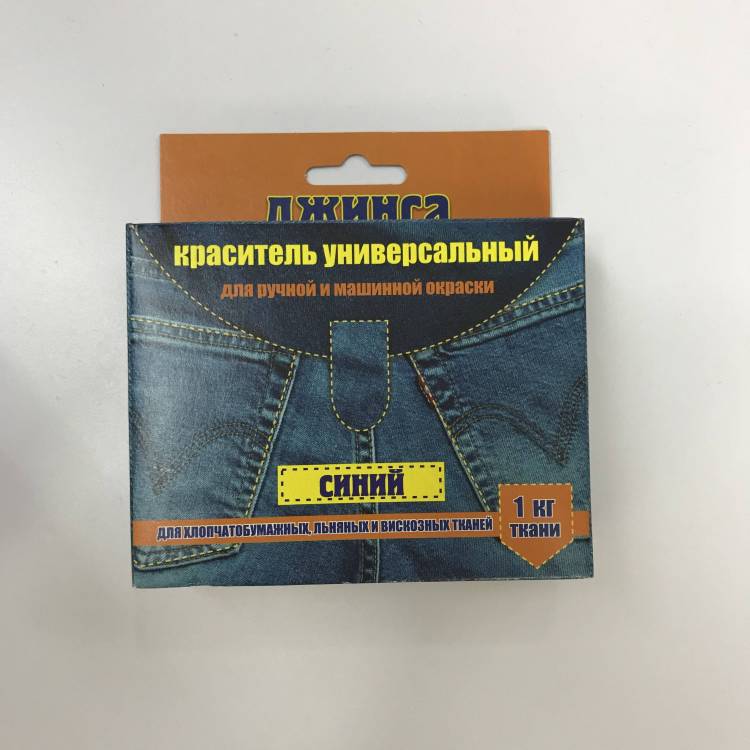 джинса
краситель универсальный
для ручной и машинной окраски
синий
1 кг
ткани
для хлопчатобумажных, льняных и вискозных тканей